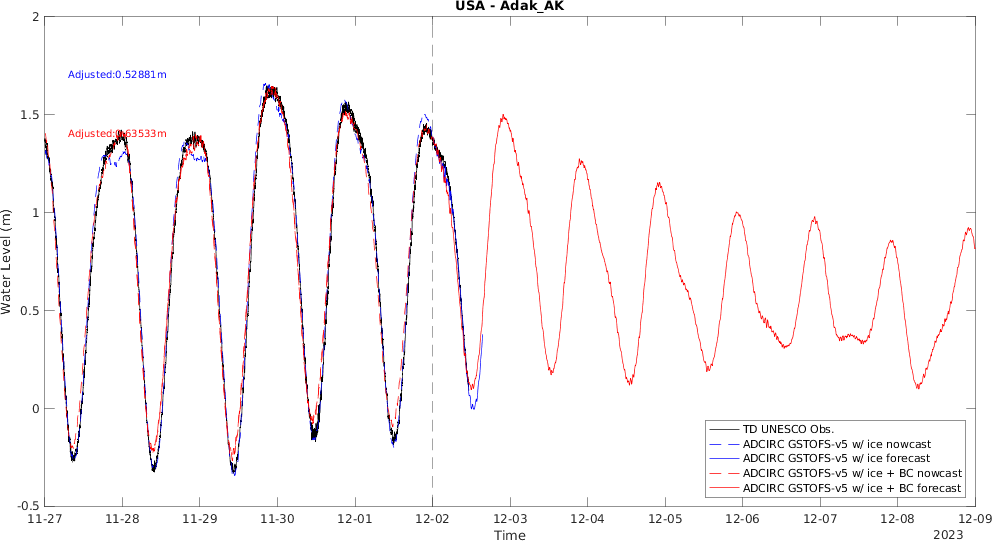 USA - Adak_AK
2
1.5
1
0.5
0
-0.5
Water Level (m)
Adjusted:0.52881m
Adjusted:0.63533m
TD UNESCO Obs.
ADCIRC GSTOFS-v5 w/ ice nowcast
ADCIRC GSTOFS-v5 w/ ice forecast
ADCIRC GSTOFS-v5 w/ ice + BC nowcast
ADCIRC GSTOFS-v5 w/ ice + BC forecast
11-27 11-28 11-29 11-30 12-01 12-02 12-03 12-04 12-05 12-06 12-07 12-08 12-09
Time
2023